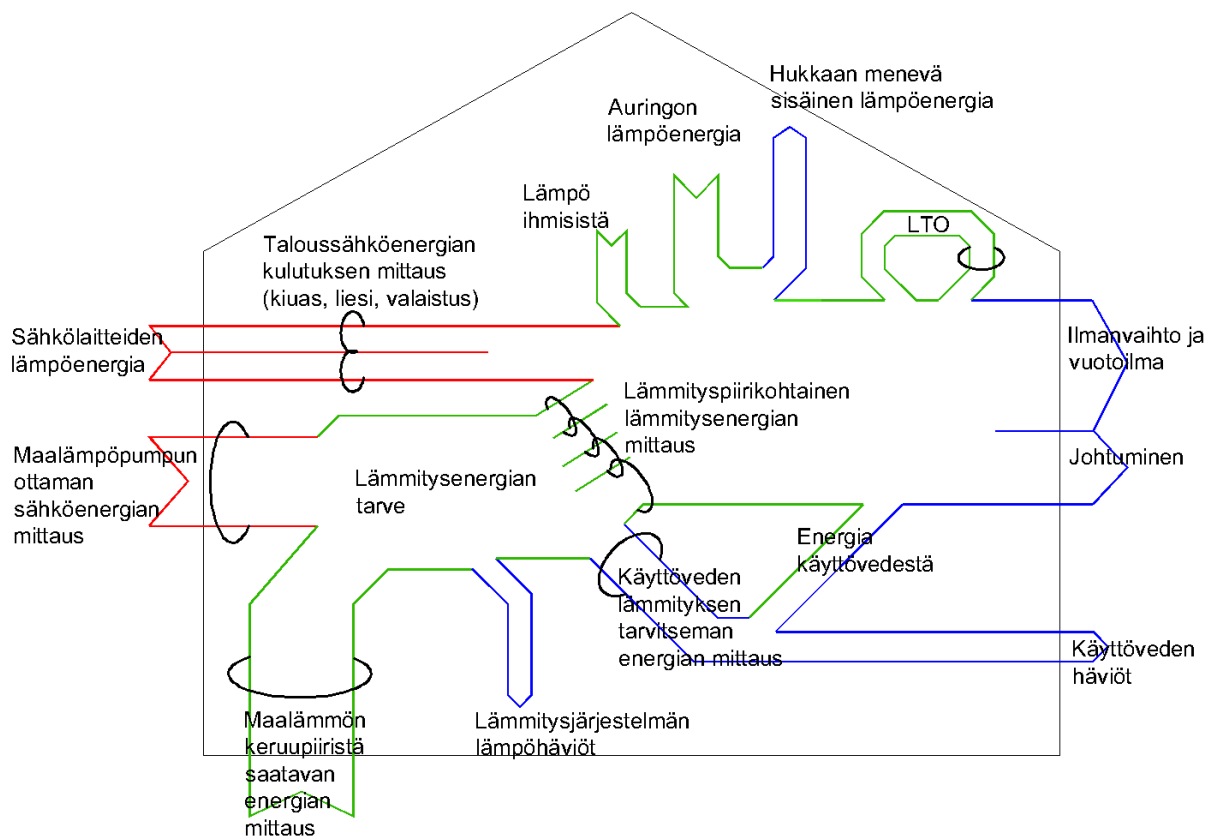 Hukkaan menevä
sisäinen lämpöenergia
Auringon
lämpöenergia
Lämpö
ihmisistä
LTO
Taloussähköenergian
kulutuksen mittaus
(kiuas, liesi, valaistus)
Sähkölaitteiden
lämpöenergia
Ilmanvaihto ja
vuotoilma
Lämmityspiirikohtainen
lämmitysenergian
mittaus
Maalämpöpumpun
ottaman
sähköenergian
mittaus
Lämmitysenergian
tarve
Johtuminen
Energia
käyttövedestä
Käyttöveden
lämmityksen
tarvitseman
energian mittaus
Käyttöveden
häviöt
Maalämmön
keruupiiristä
saatavan
energian
mittaus
Lämmitysjärjestelmän
lämpöhäviöt